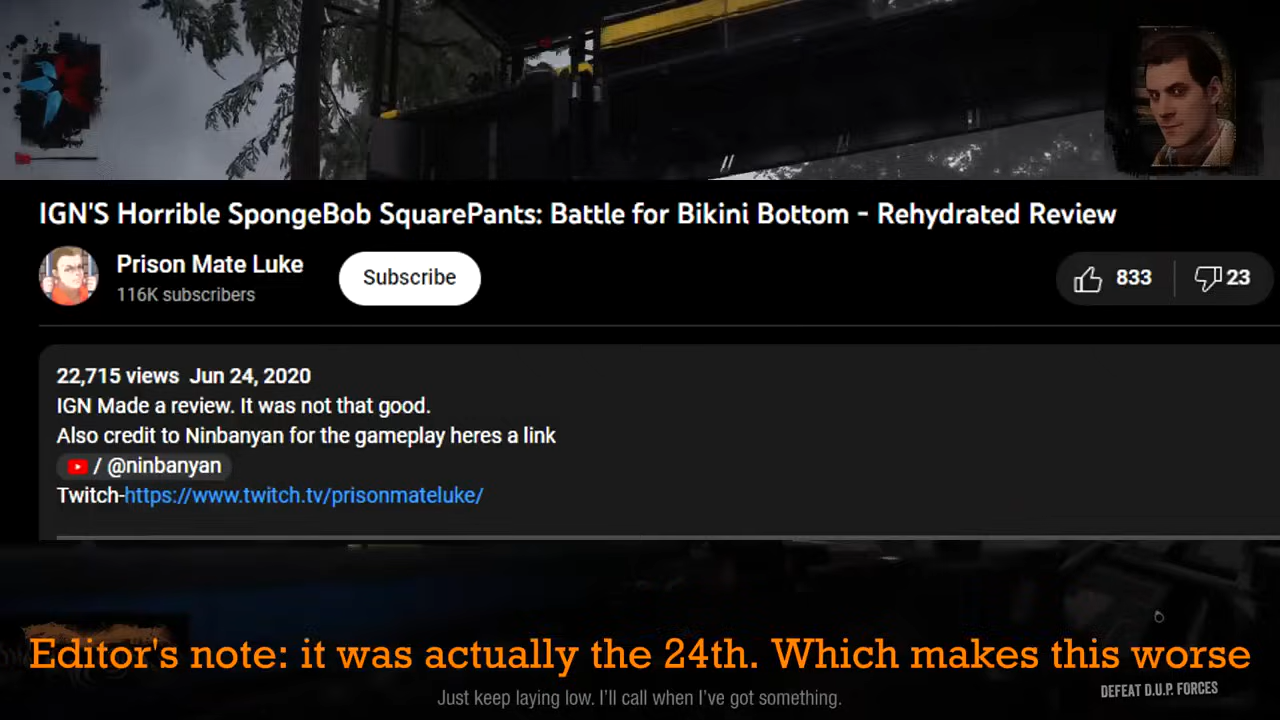 IGN'S Horrible SpongeBob SquarePants: Battle for Bikini Bottom - Rehydrated Review
Prison Mate Luke
116K subscribers
Subscribe
833
23
22,715 views Jun 24, 2020
IGN Made a review. It was not that good.
Also credit to Ninbanyan for the gameplay heres a link
/ @ninbanyan
Twitch-https://www.twitch.tv/prisonmateluke/
Editor's note: it was actually the 24th. Which makes this worse
Just keep laying low. I'll call when I've got something.
DEFEAT D.U.P. FORCES